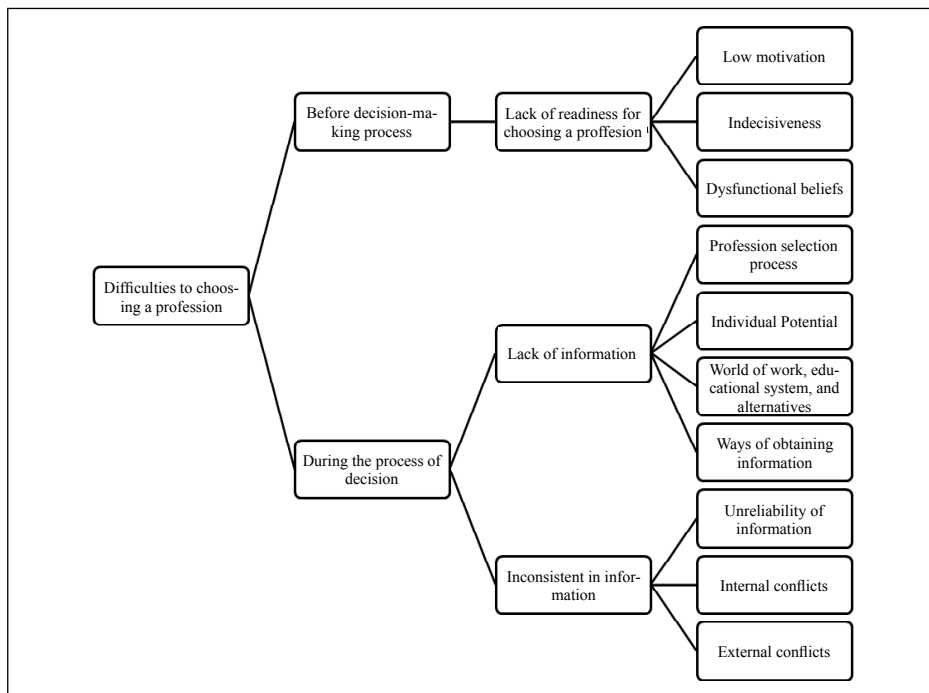 Low motivation
Before decision-ma-
king process
Lack of readiness for
choosing a proffesion
Indecisiveness
Dysfunctional beliefs
Profession selection
process
Difficulties to choos-
ing a profession
Individual Potential
Lack of information
World of work, edu-
cational system, and
alternatives
Ways of obtaining
information
During the process of
decision
Unreliability of
information
Inconsistent in infor-
mation
Internal conflicts
External conflicts